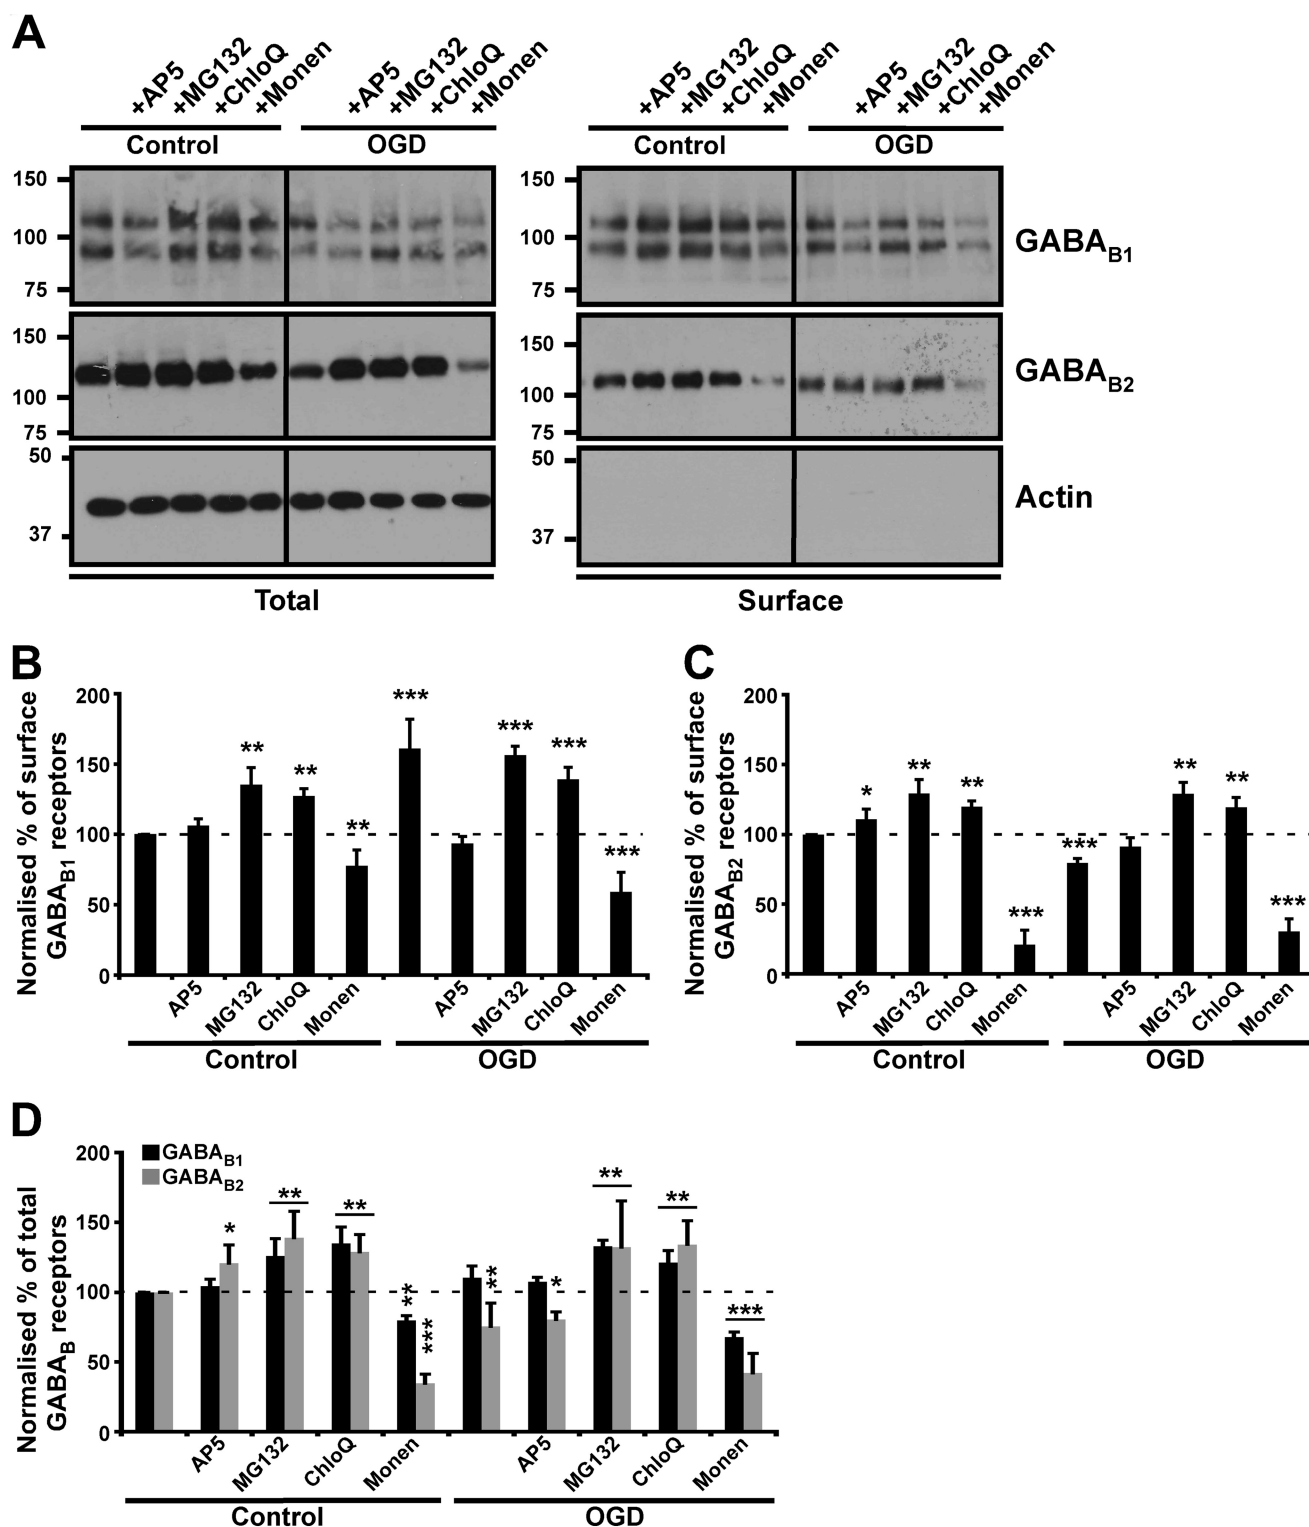 A
+AP5 +MG132 +ChloQ +Monen +AP5 +MG132 +ChloQ +Monen +AP5 +MG132 +ChloQ +Monen +AP5 +MG132 +ChloQ +Monen
Control OGD Control OGD
150 150
100 100 GABAB1
75 75
150 150
100 100 GABAB2
75 75
50 50
Actin
37 37
Total Surface
B
Normalised % of surface
GABAB1 receptors
200
150
100
50
0
** ** ** *** *** *** ***
AP5 MG132 ChloQ Monen AP5 MG132 ChloQ Monen
Control OGD
C
Normalised % of surface
GABAB2 receptors
200
150
100
50
0
* ** ** *** *** ** ** ***
AP5 MG132 ChloQ Monen AP5 MG132 ChloQ Monen
Control OGD
D
Normalised % of total
GABAB receptors
GABAB1
GABAB2
200
150
100
50
0
* ** ** ** *** ** * ** ** ***
AP5 MG132 ChloQ Monen AP5 MG132 ChloQ Monen
Control OGD